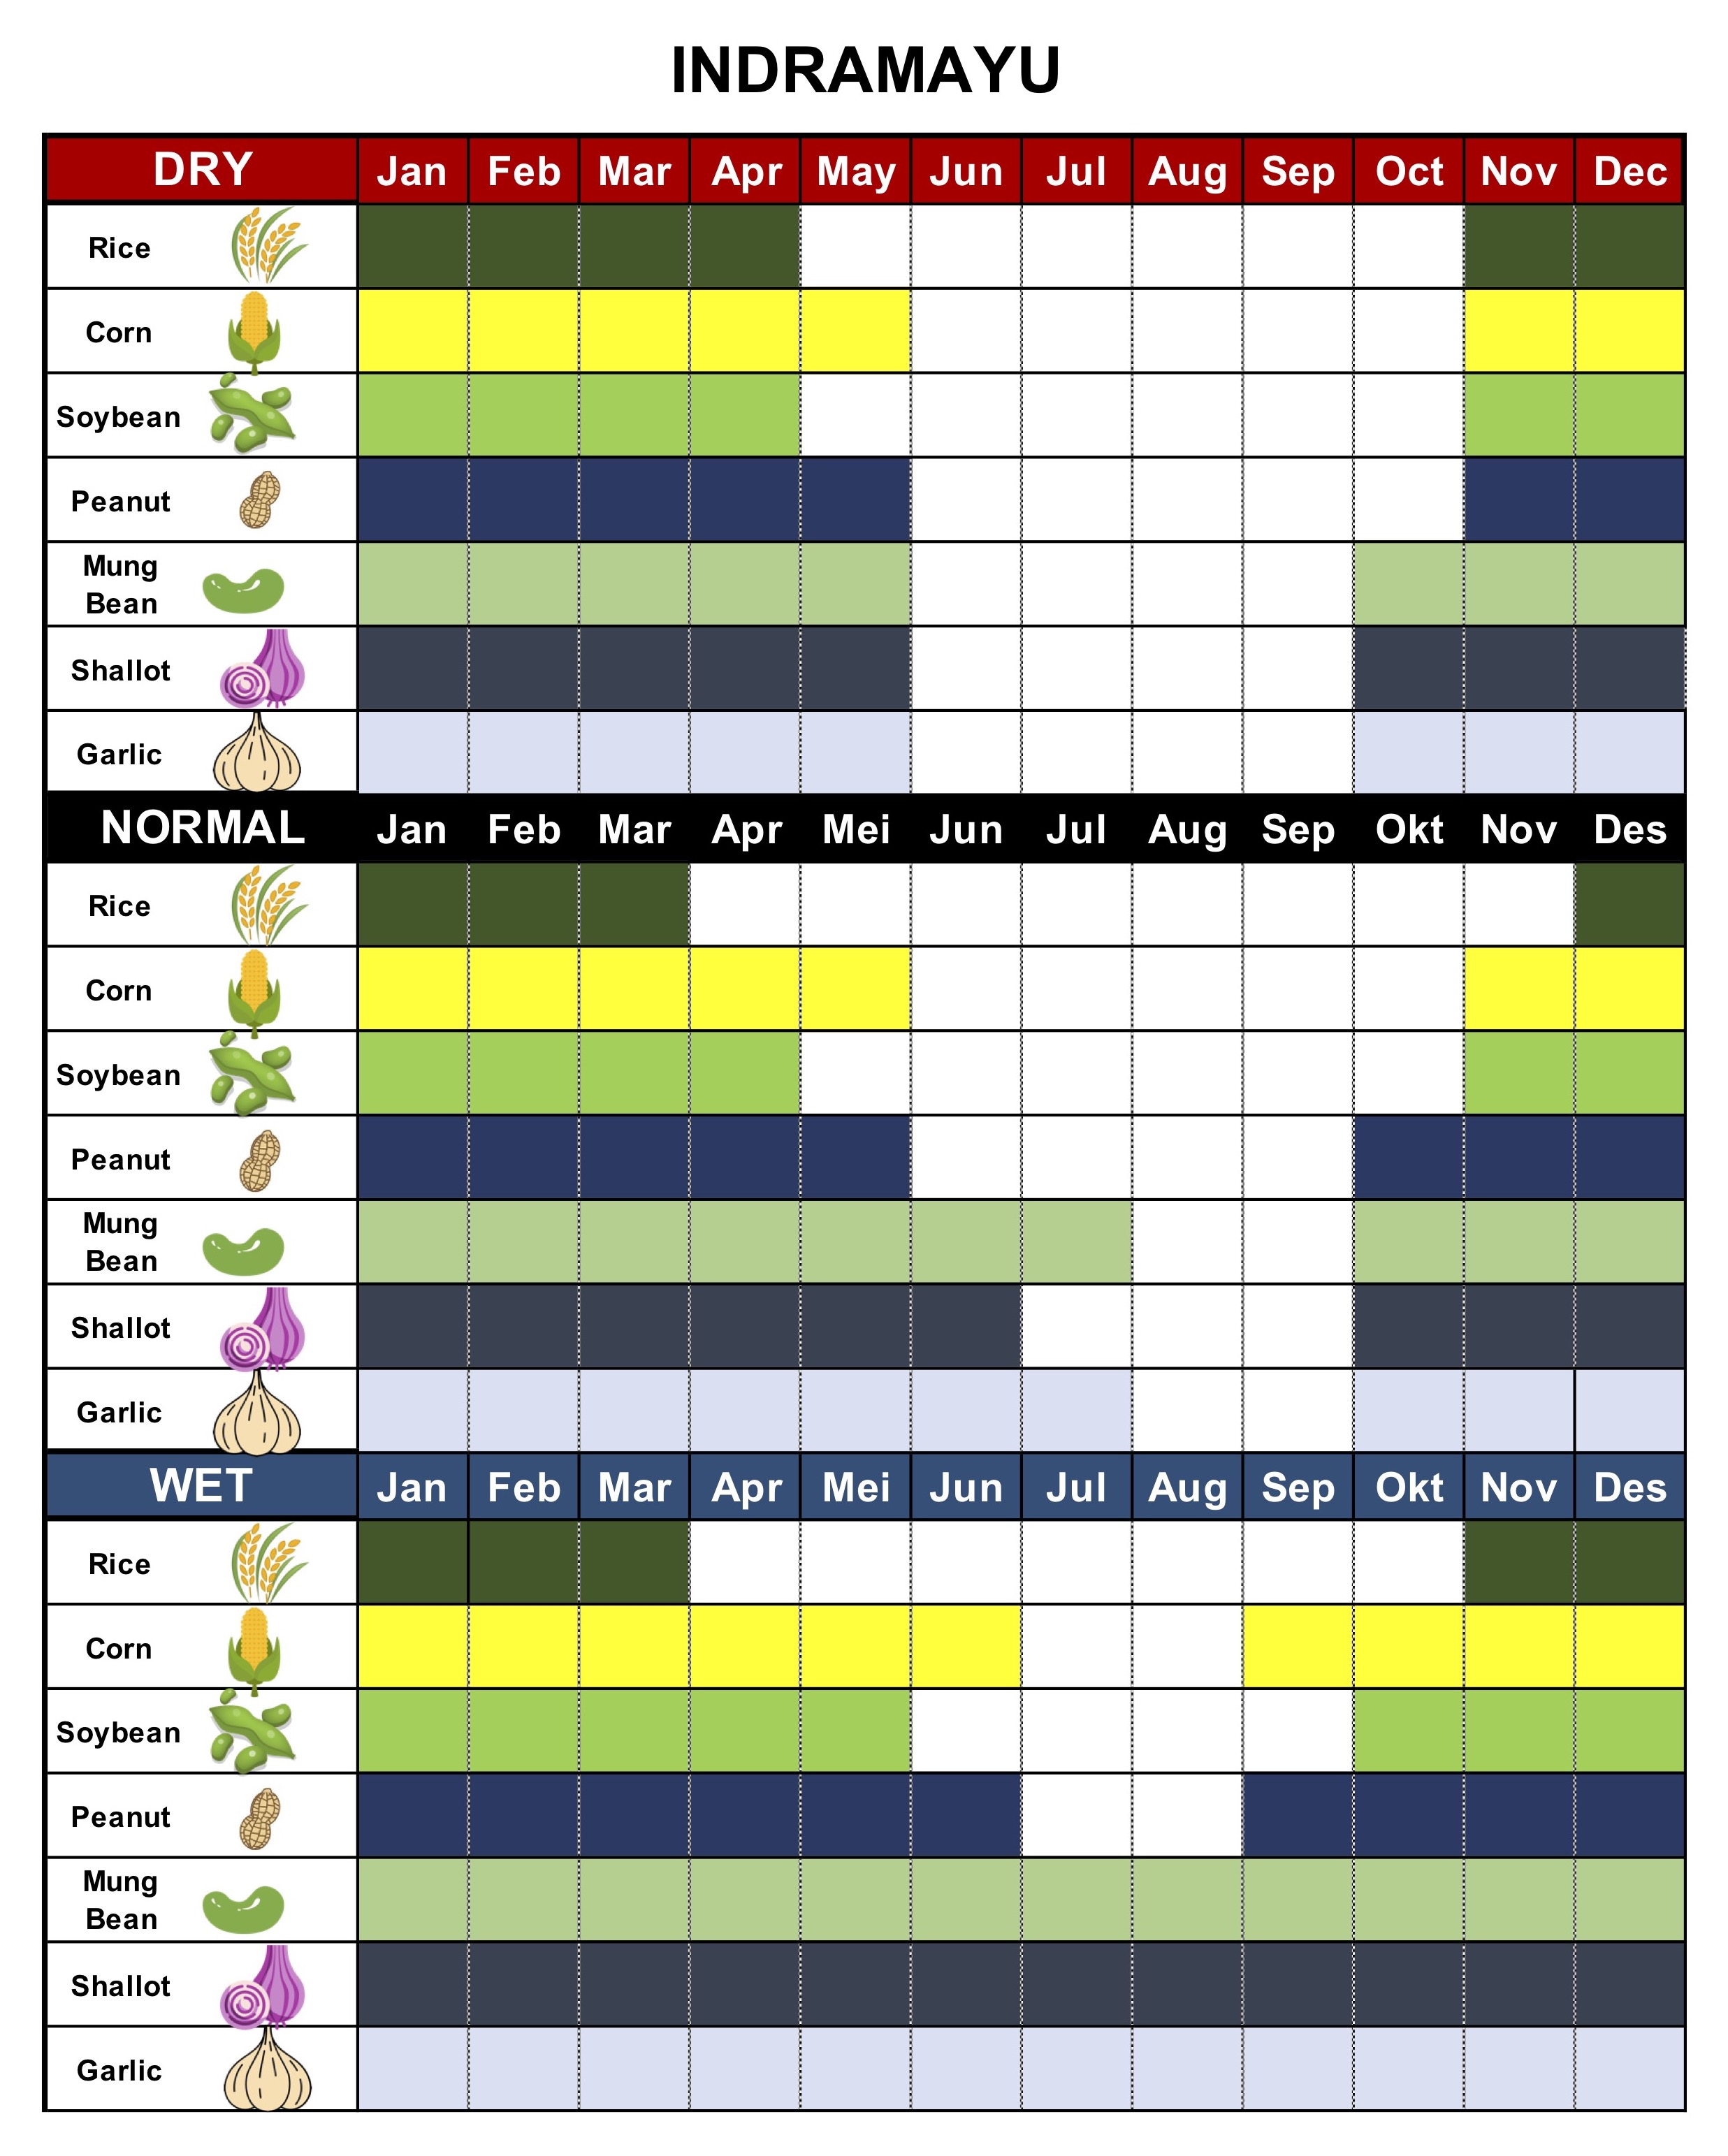 INDRAMAYU
DRY Jan Feb Mar Apr May Jun Jul Aug Sep Oct Nov Dec
Rice
Corn
Soybean
Peanut
Mung
Bean
Shallot
Garlic
NORMAL Jan Feb Mar Apr Mei Jun Jul Aug Sep Okt Nov Des
Rice
Corn
Soybean
Peanut
Mung
Bean
Shallot
Garlic
WET Jan Feb Mar Apr Mei Jun Jul Aug Sep Okt Nov Des
Rice
Corn
Soybean
Peanut
Mung
Bean
Shallot
Garlic